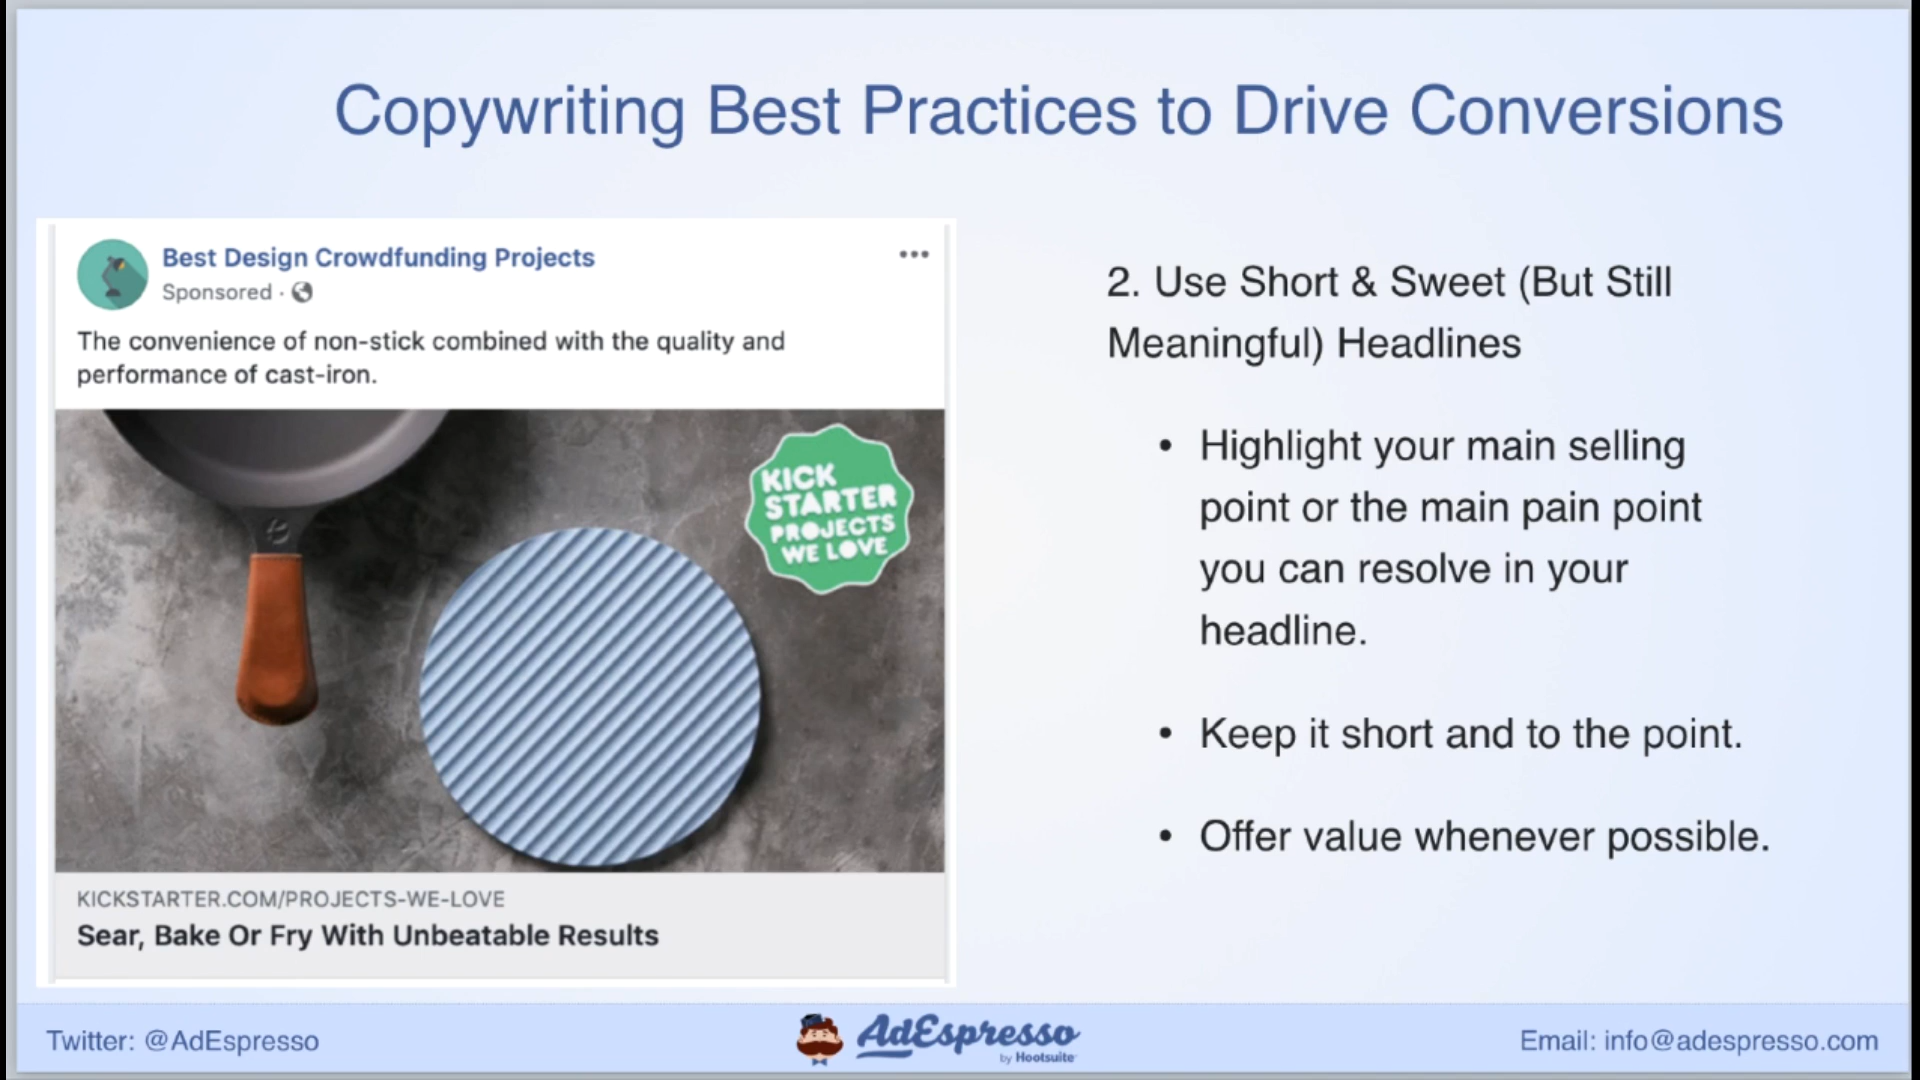 Copywriting Best Practices to Drive Conversions
Best Design Crowdfunding Projects
Sponsored ·
The convenience of non-stick combined with the quality and
performance of cast-iron.
KICK
STARTER
PROJECTS
WE LOVE
KICKSTARTER.COM/PROJECTS-WE-LOVE
Sear, Bake Or Fry With Unbeatable Results
2. Use Short & Sweet (But Still
Meaningful) Headlines
• Highlight your main selling
point or the main pain point
you can resolve in your
headline.
• Keep it short and to the point.
• Offer value whenever possible.
Twitter: @AdEspresso
AdEspresso
by Hootsuite
Email: info@adespresso.com